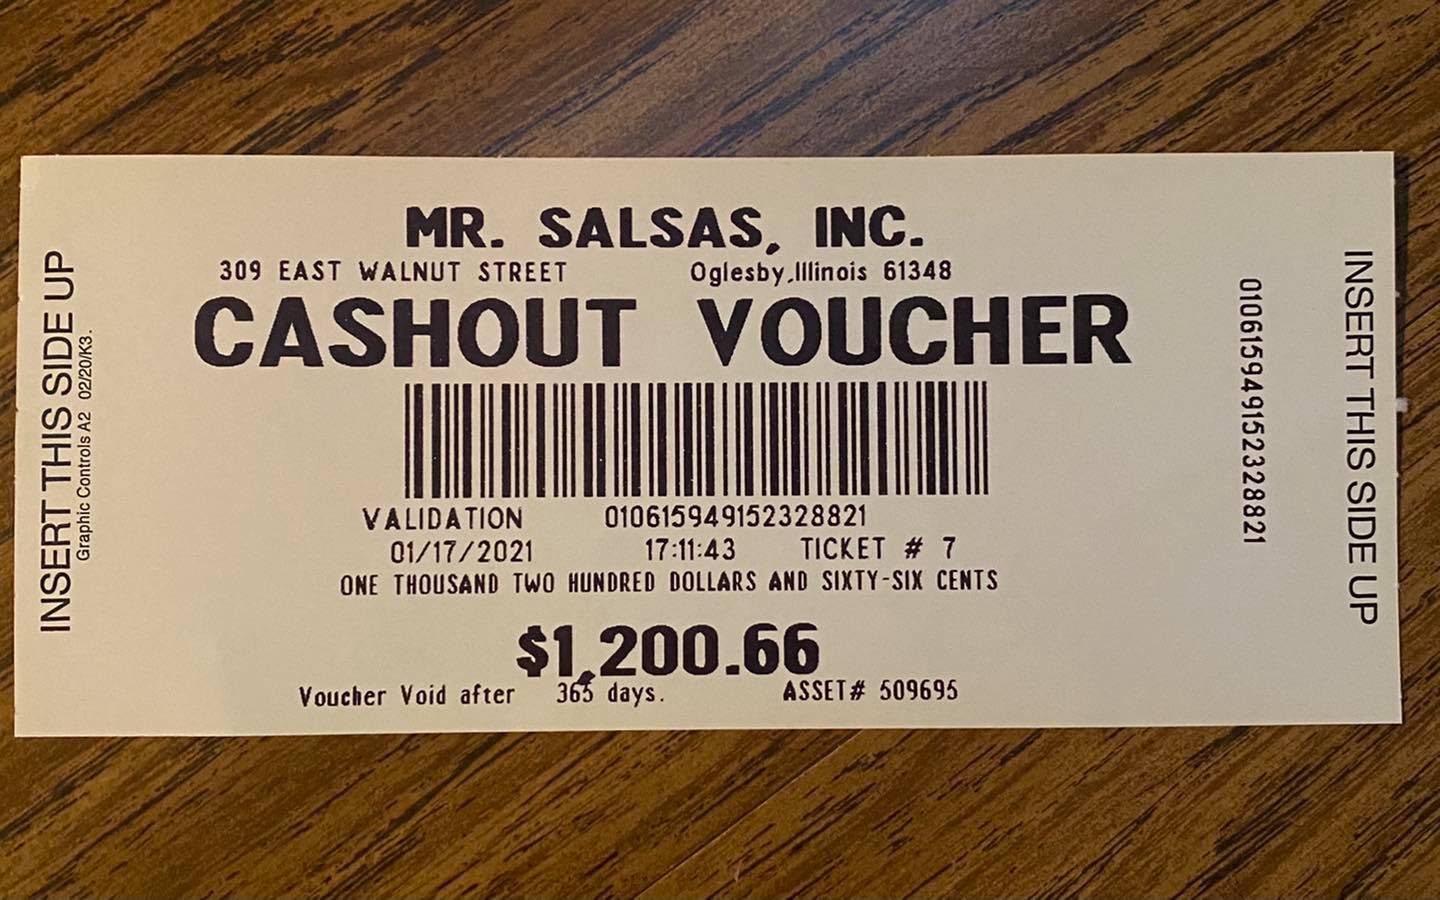 MR. SALSAS, INC.
309 EAST WALNUT STREET Oglesby,Illinois 61348
CASHOUT VOUCHER
VALIDATION 010615949152328821
01/17/2021 17:11:43 TICKET # 7
ONE THOUSAND TWO HUNDRED DOLLARS AND SIXTY-SIX CENTS
$1,200.66
Voucher Void after 365 days. ASSET# 509695
INSERT THIS SIDE UP
Graphic Controls A2 02/20/K3.
010615949152328821
INSERT THIS SIDE UP